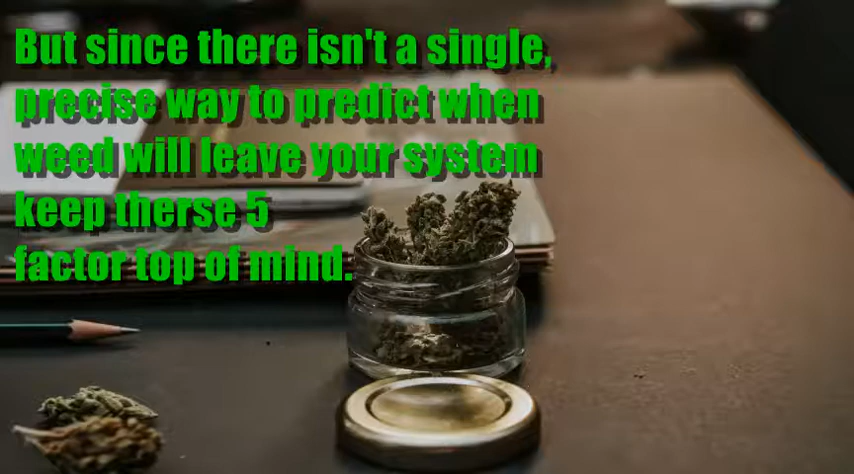 But since there isn't a single,
precise way to predict when
weed will leave your system
keep therse 5
factor top of mind.